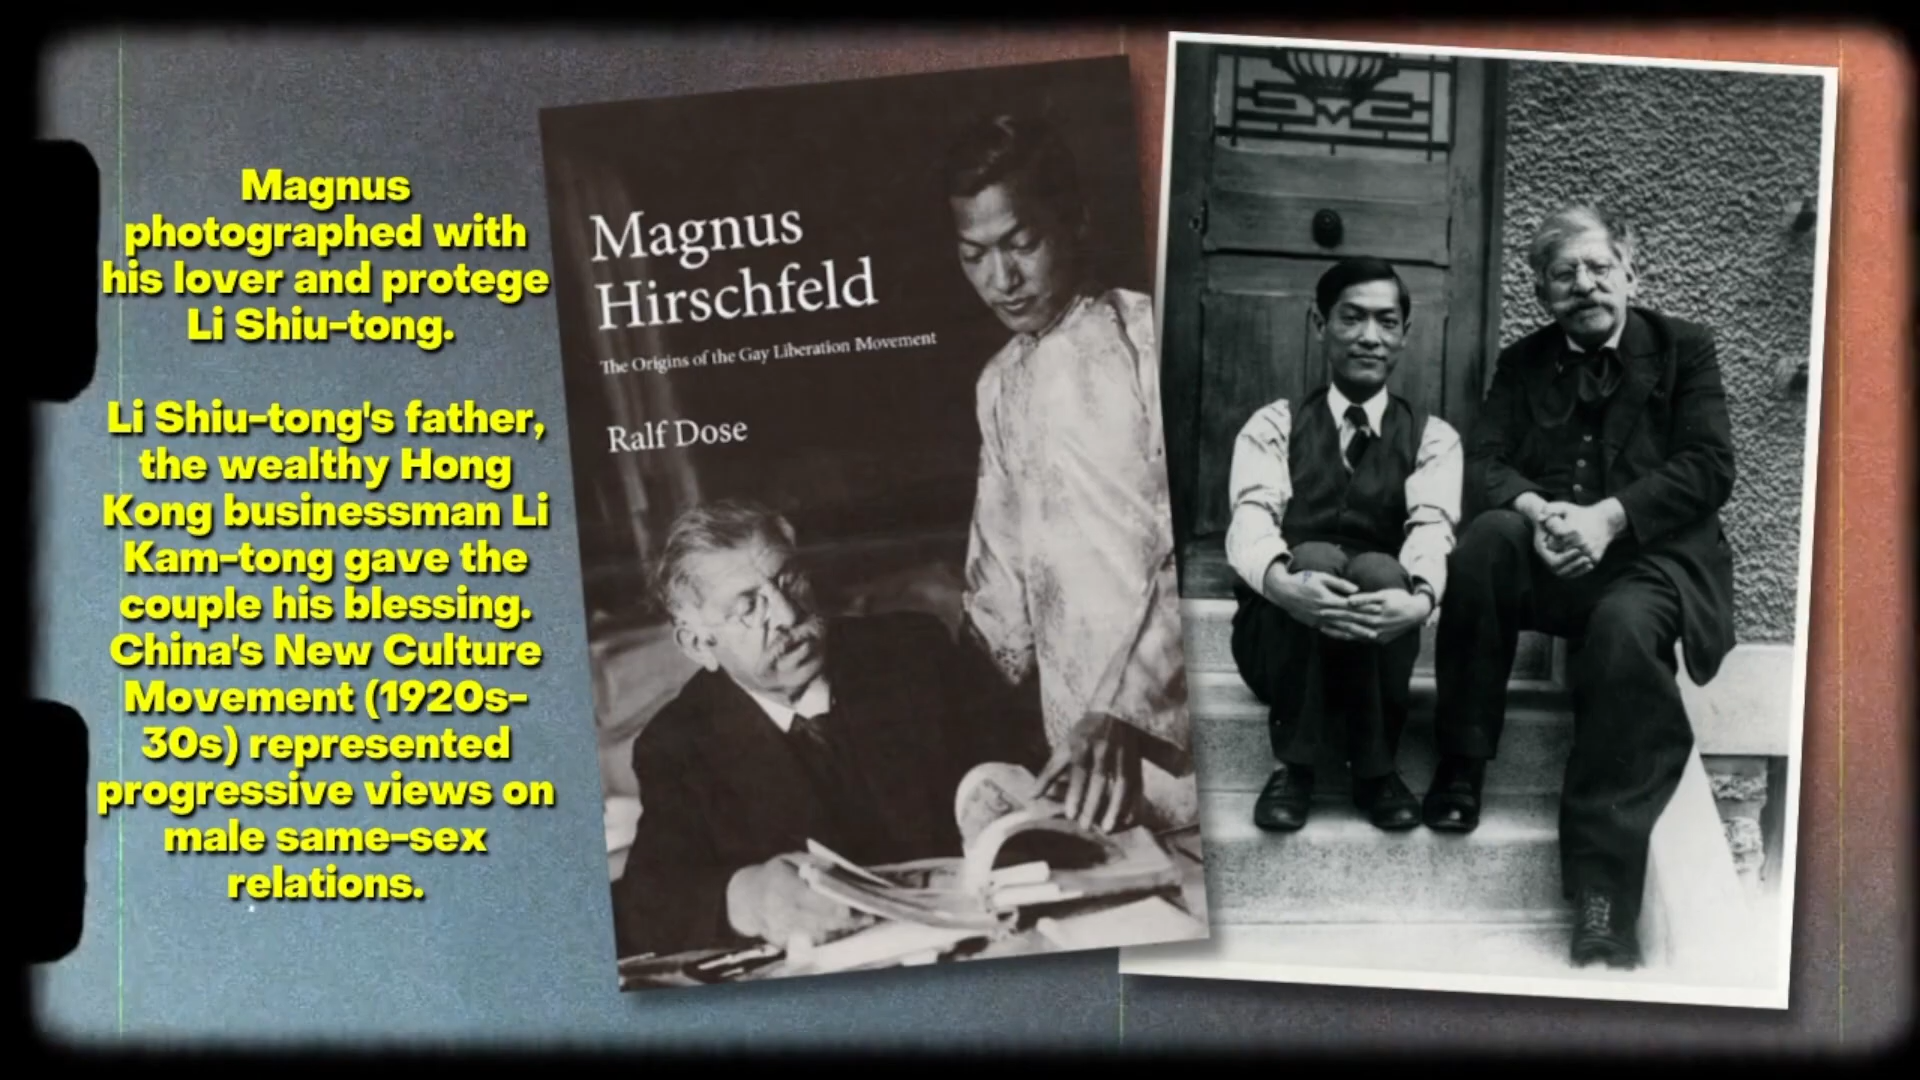 Magnus
photographed with
his lover and protege
Li Shiu-tong.
Li Shiu-tong's father,
the wealthy Hong
Kong businessman Li
Kam-tong gave the
couple his blessing.
China's New Culture
Movement (1920s-
30s) represented
progressive views on
male same-sex
relations.
Magnus
Hirschfeld
The Origins of the Gay Liberation Movement
Ralf Dose